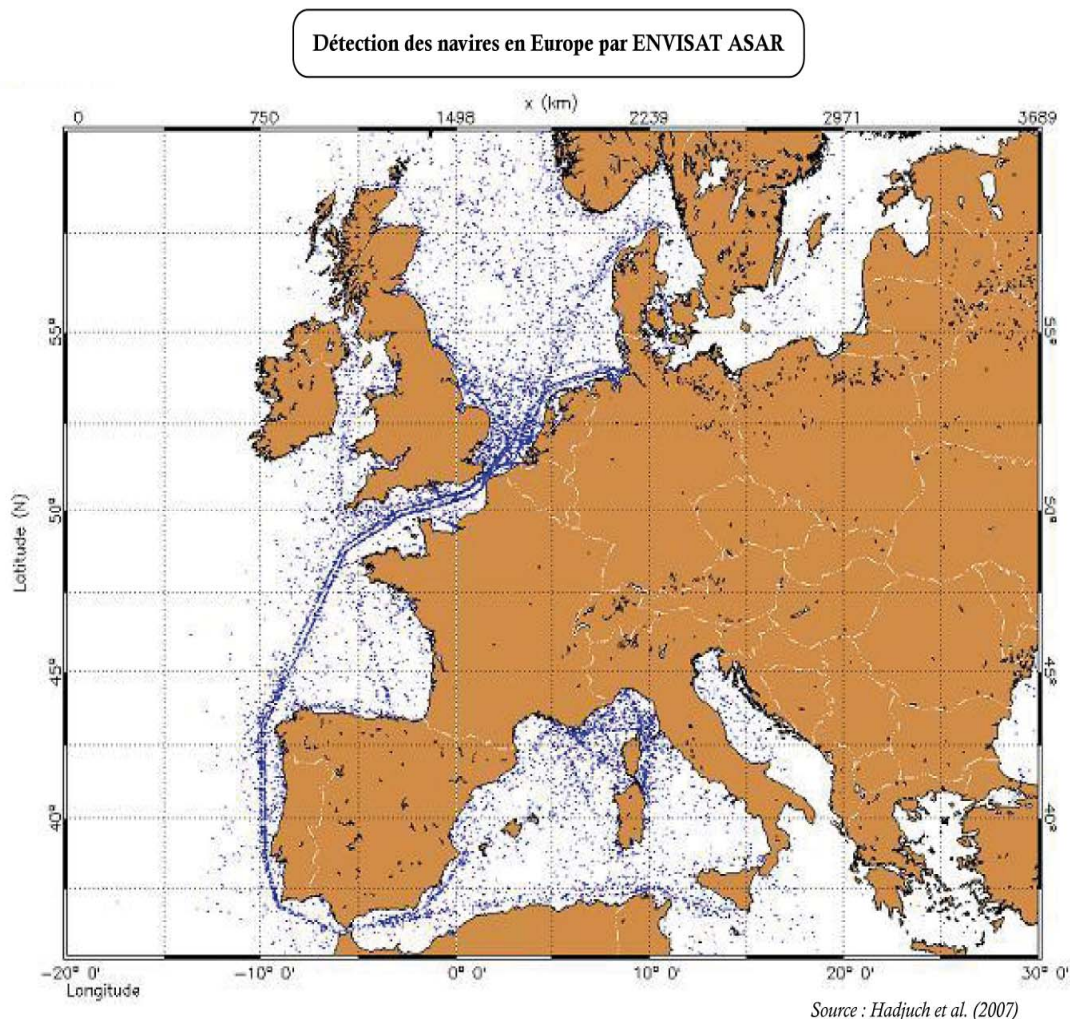 Détection des navires en Europe par ENVISAT ASAR
x (km)
0 750 1498 2239 2971 3689
55° 55°
50° 50°
45° 45°
40° 40°
Latitude (N)
-20° 0' -10° 0' 0° 0' 10° 0' 20° 0' 30° 0'
Longitude
Source : Hadjuch et al. (2007)